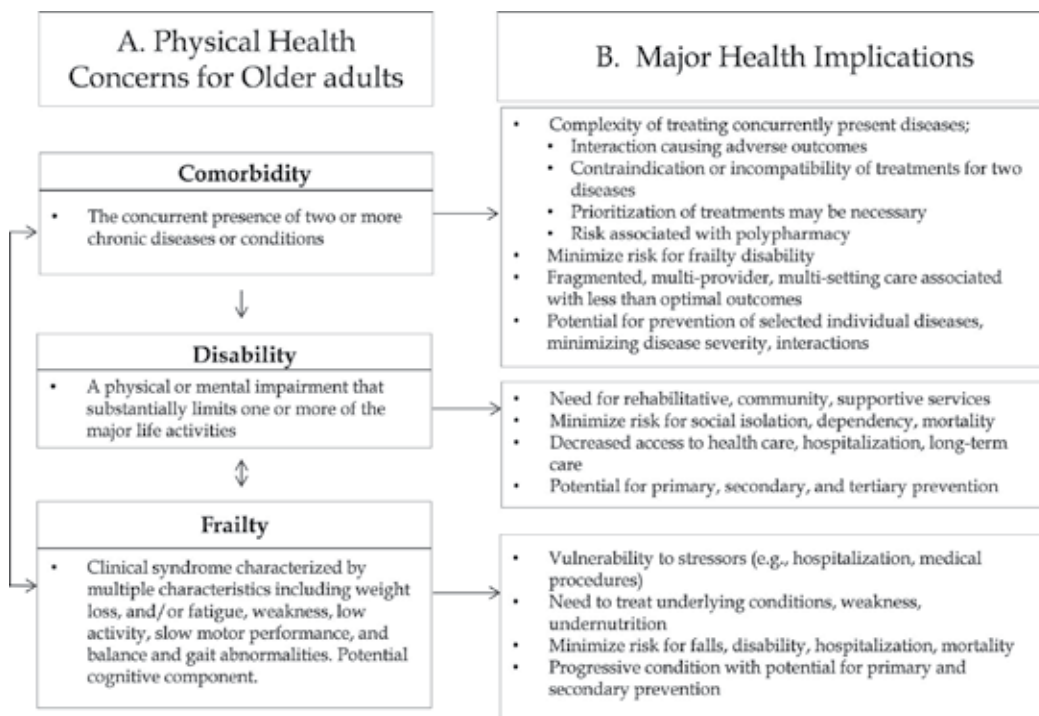 A. Physical Health
Concerns for Older adults
B. Major Health Implications
Comorbidity
• The concurrent presence of two or more
chronic diseases or conditions
• Complexity of treating concurrently present diseases;
• Interaction causing adverse outcomes
• Contraindication or incompatibility of treatments for two
diseases
• Prioritization of treatments may be necessary
• Risk associated with polypharmacy
• Minimize risk for frailty disability
• Fragmented, multi-provider, multi-setting care associated
with less than optimal outcomes
• Potential for prevention of selected individual diseases,
minimizing disease severity, interactions
Disability
• A physical or mental impairment that
substantially limits one or more of the
major life activities
• Need for rehabilitative, community, supportive services
• Minimize risk for social isolation, dependency, mortality
• Decreased access to health care, hospitalization, long-term
care
• Potential for primary, secondary, and tertiary prevention
Frailty
• Clinical syndrome characterized by
multiple characteristics including weight
loss, and/or fatigue, weakness, low
activity, slow motor performance, and
balance and gait abnormalities. Potential
cognitive component.
• Vulnerability to stressors (e.g., hospitalization, medical
procedures)
• Need to treat underlying conditions, weakness,
undernutrition
• Minimize risk for falls, disability, hospitalization, mortality
• Progressive condition with potential for primary and
secondary prevention